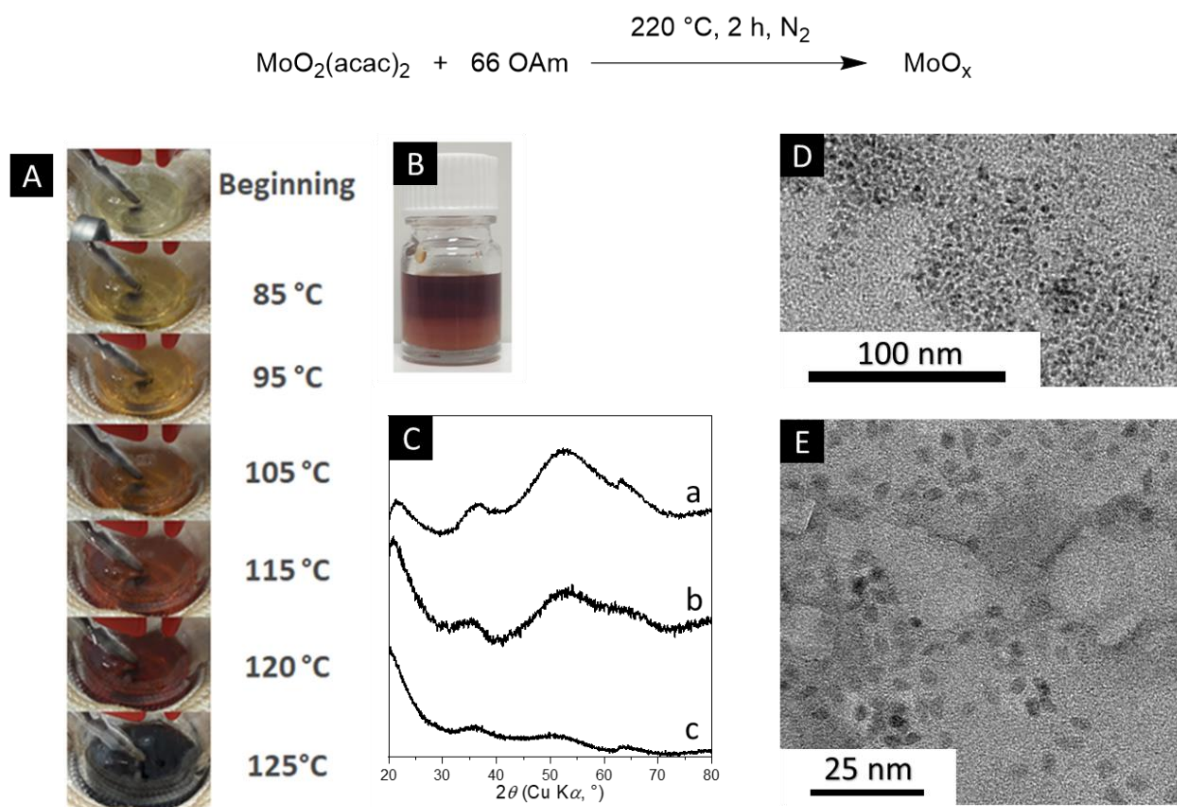 220 °C, 2 h, N2
MoO2(acac)2 + 66 OAm MoOx
A
Beginning
85 °C
95 °C
105 °C
115 °C
120 °C
125°C
B
C
a
b
c
20 30 40 50 60 70 80
2θ (Cu Kα, °)
D
100 nm
E
25 nm